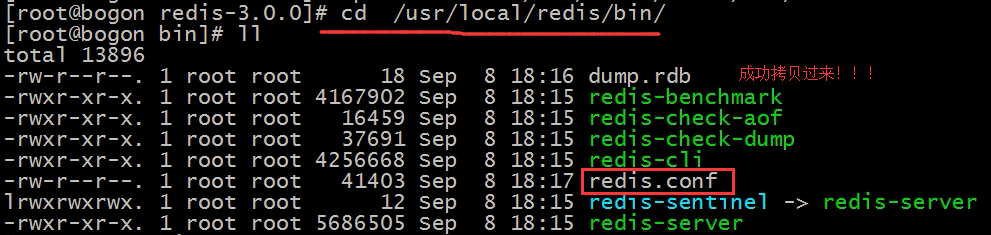 [root@bogon redis-3.0.0]# cd  /usr/local/redis/bin/
[root@bogon bin]# ll
total 13896
-rw-r--r--. 1 root root      18 Sep  8 18:16 dump.rdb 成功拷贝过来！！！
-rwxr-xr-x. 1 root root 4167902 Sep  8 18:15 redis-benchmark
-rwxr-xr-x. 1 root root   16459 Sep  8 18:15 redis-check-aof
-rwxr-xr-x. 1 root root   37691 Sep  8 18:15 redis-check-dump
-rwxr-xr-x. 1 root root 4256668 Sep  8 18:15 redis-cli
-rw-r--r--. 1 root root   41403 Sep  8 18:17 redis.conf
lrwxrwxrwx. 1 root root      12 Sep  8 18:15 redis-sentinel -> redis-server
-rwxr-xr-x. 1 root root 5686505 Sep  8 18:15 redis-server